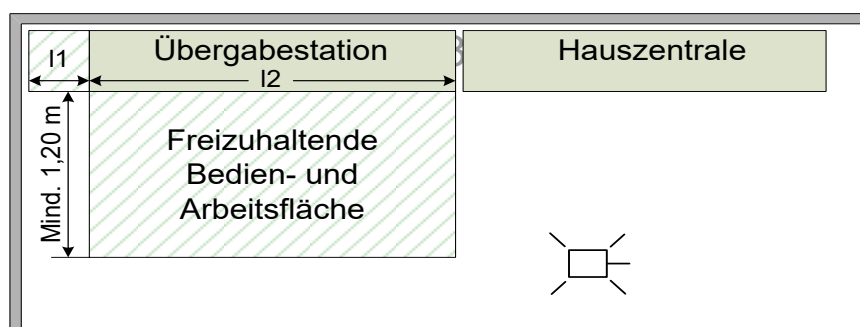 l1
Übergabestation
l2
Hauszentrale
Mind. 1,20 m
Freizuhaltende
Bedien- und
Arbeitsfläche